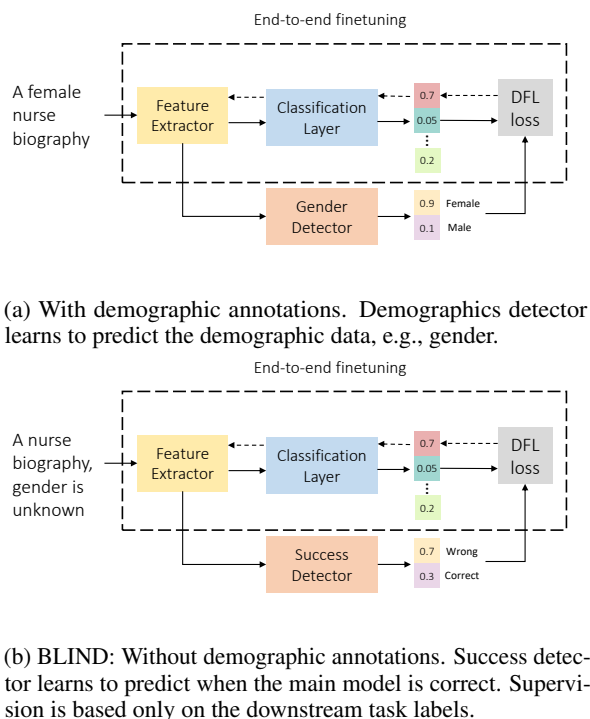 End-to-end finetuning
A female
nurse
biography
Feature
Extractor
Classification
Layer
0.7
0.05
⋮
0.2
DFL
loss
Gender
Detector
0.9 Female
0.1 Male
(a) With demographic annotations. Demographics detector
learns to predict the demographic data, e.g., gender.
End-to-end finetuning
A nurse
biography,
gender is
unknown
Feature
Extractor
Classification
Layer
0.7
0.05
⋮
0.2
DFL
loss
Success
Detector
0.7 Wrong
0.3 Correct
(b) BLIND: Without demographic annotations. Success detec-
tor learns to predict when the main model is correct. Supervi-
sion is based only on the downstream task labels.